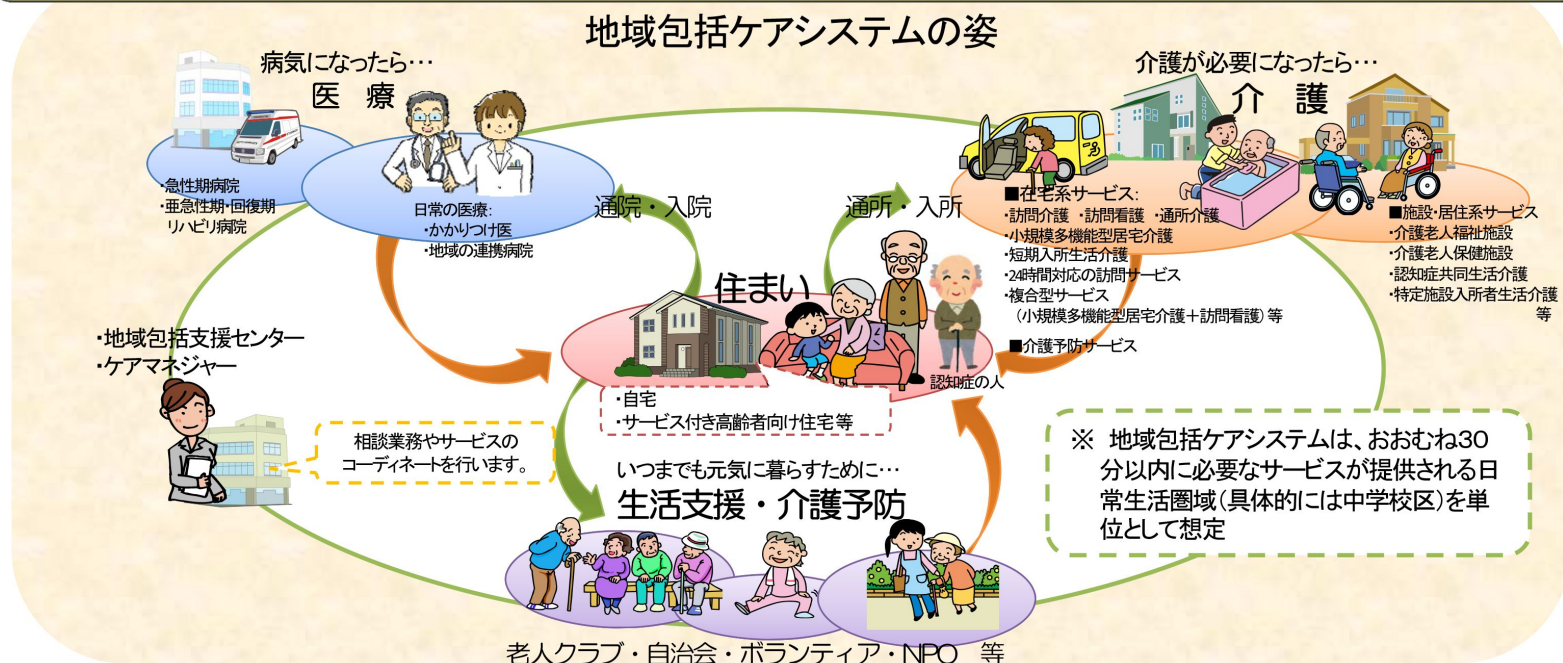 地域包括ケアシステムの姿
病気になったら…
医　療
・急性期病院
・亜急性期・回復期
リハビリ病院
日常の医療:
・かかりつけ医
・地域の連携病院
通院・入院
通所・入所
介護が必要になったら…
介　護
■在宅系サービス:
・訪問介護　・訪問看護　・通所介護
・小規模多機能型居宅介護
・短期入所生活介護
・24時間対応の訪問サービス
・複合型サービス
（小規模多機能型居宅介護＋訪問看護）等
■介護予防サービス
■施設・居住系サービス
・介護老人福祉施設
・介護老人保健施設
・認知症共同生活介護
・特定施設入所者生活介護
等
住まい
認知症の人
・自宅
・サービス付き高齢者向け住宅等
・地域包括支援センター
・ケアマネジャー
相談業務やサービスの
コーディネートを行います。
いつまでも元気に暮らすために…
生活支援・介護予防
老人クラブ・自治会・ボランティア・NPO　等
※　地域包括ケアシステムは、おおむね30
分以内に必要なサービスが提供される日
常生活圏域（具体的には中学校区）を単
位として想定